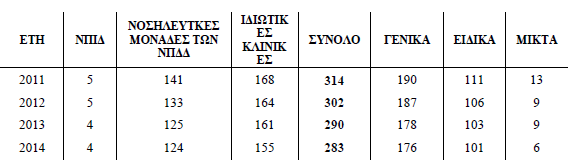 ΕΤΗ ΝΠΙΔ ΝΟΣΗΛΕΥΤΚΕΣ ΜΟΝΑΔΕΣ ΤΩΝ ΝΠΔΔ ΙΔΙΩΤΙΚ ΕΣ ΚΛΙΝΙΚ ΕΣ ΣΥΝΟΛΟ ΓΕΝΙΚΑ ΕΙΔΙΚΑ ΜΙΚΤΑ
2011 5 141 168 314 190 111 13
2012 5 133 164 302 187 106 9
2013 4 125 161 290 178 103 9
2014 4 124 155 283 176 101 6